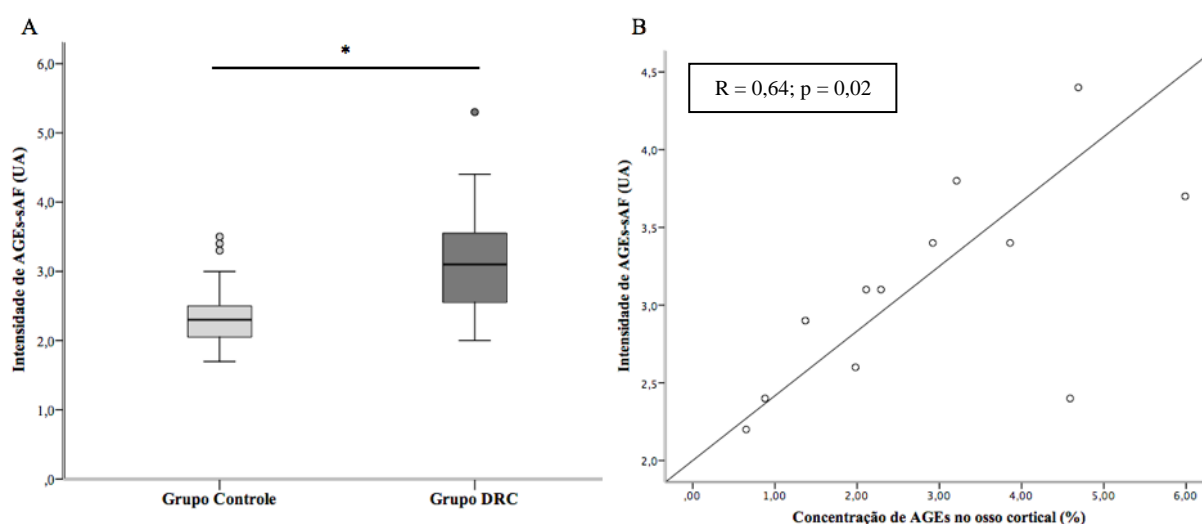 A
Intensidade de AGEs-sAF (UA)
6,0
5,0
4,0
3,0
2,0
1,0
,0
*
Grupo Controle
Grupo DRC
B
R = 0,64; p = 0,02
Intensidade de AGEs-sAF (UA)
4,5
4,0
3,5
3,0
2,5
2,0
,00
1,00
2,00
3,00
4,00
5,00
6,00
Concentração de AGEs no osso cortical (%)